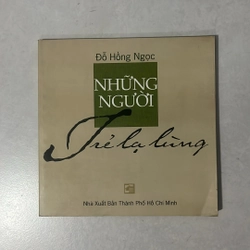 Đỗ Hồng Ngọc
NHỮNG
NGƯỜI
Trẻ lạ lùng
Nhà Xuất Bản Thành Phố Hồ Chí Minh